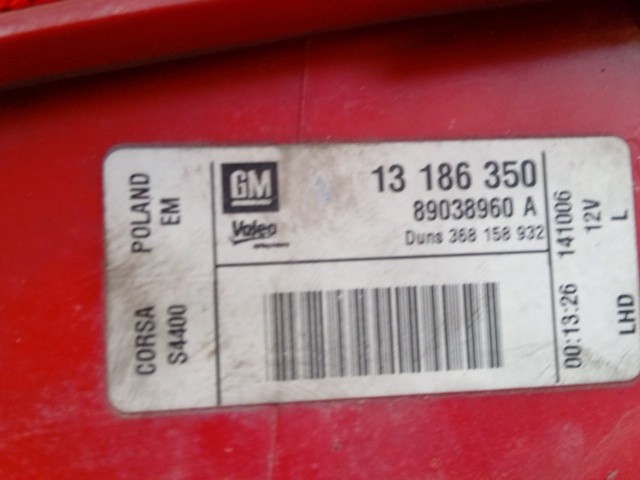 CORSA POLAND
S4400 EM
GM
Valeo
13 186 350
89038960 A
Duns 368 158 932
00:13:26 141006
12V
LHD L